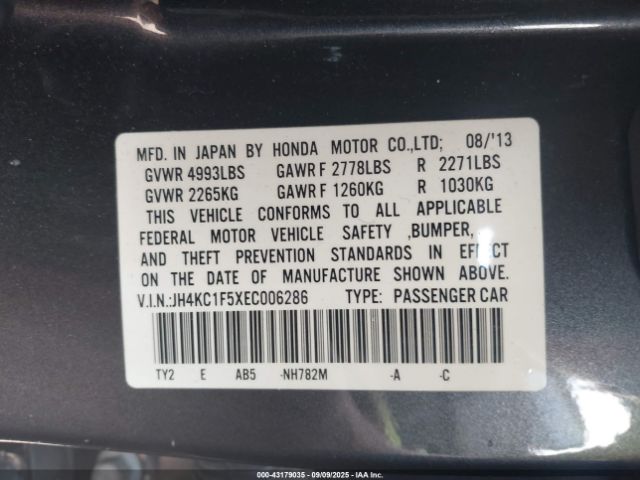 MFD. IN JAPAN BY HONDA MOTOR CO.,LTD; 08/'13
GVWR 4993LBS GAWR F 2778LBS R 2271LBS
GVWR 2265KG GAWR F 1260KG R 1030KG
THIS VEHICLE CONFORMS TO ALL APPLICABLE
FEDERAL MOTOR VEHICLE SAFETY ,BUMPER,
AND THEFT PREVENTION STANDARDS IN EFFECT
ON THE DATE OF MANUFACTURE SHOWN ABOVE.
V.I.N.:JH4KC1F5XEC006286 TYPE: PASSENGER CAR
TY2 E AB5 -NH782M -A -C
000-43179035 - 09/09/2025 - IAAI.CA